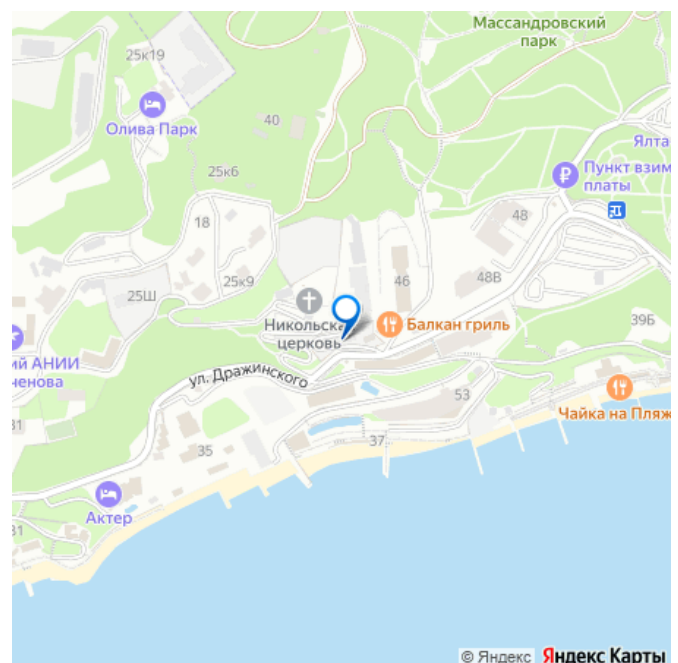 Массандровский
парк
25к19
Олива Парк
40
Ялта
Пункт взим
платы
25к6
18
48
25к9
46
48В
25Ш
Никольская
церковь
Балкан гриль
39Б
ий АНИИ
ченова
ул. Дражинского
53
Чайка на Пляж
31
35
37
Актер
31
© Яндекс Яндекс Карты